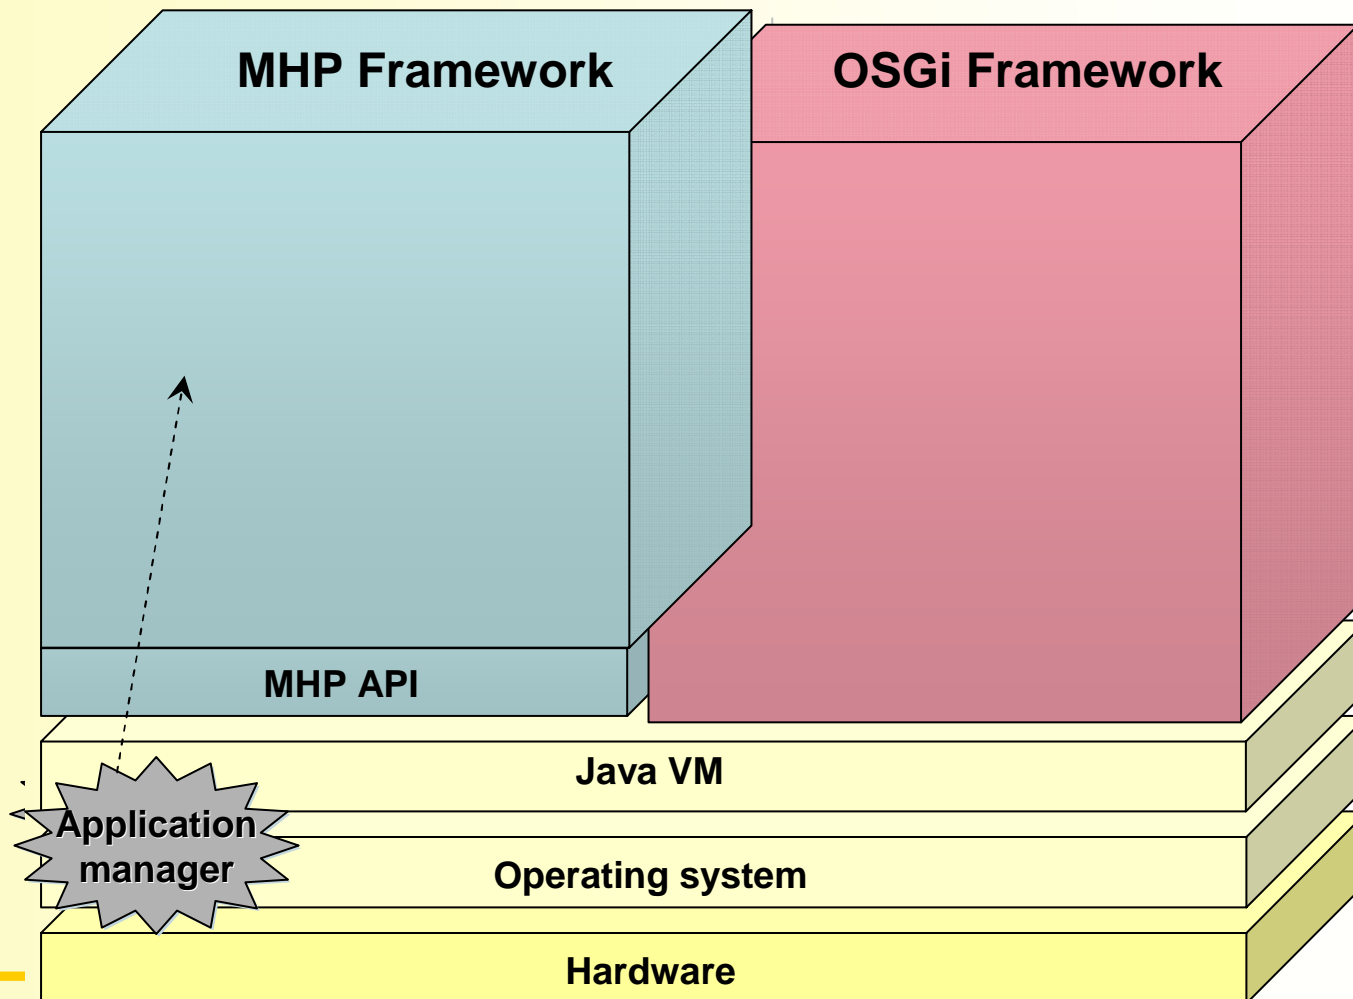 MHP Framework
OSGi Framework
MHP API
Java VM
Application
manager
Operating system
Hardware